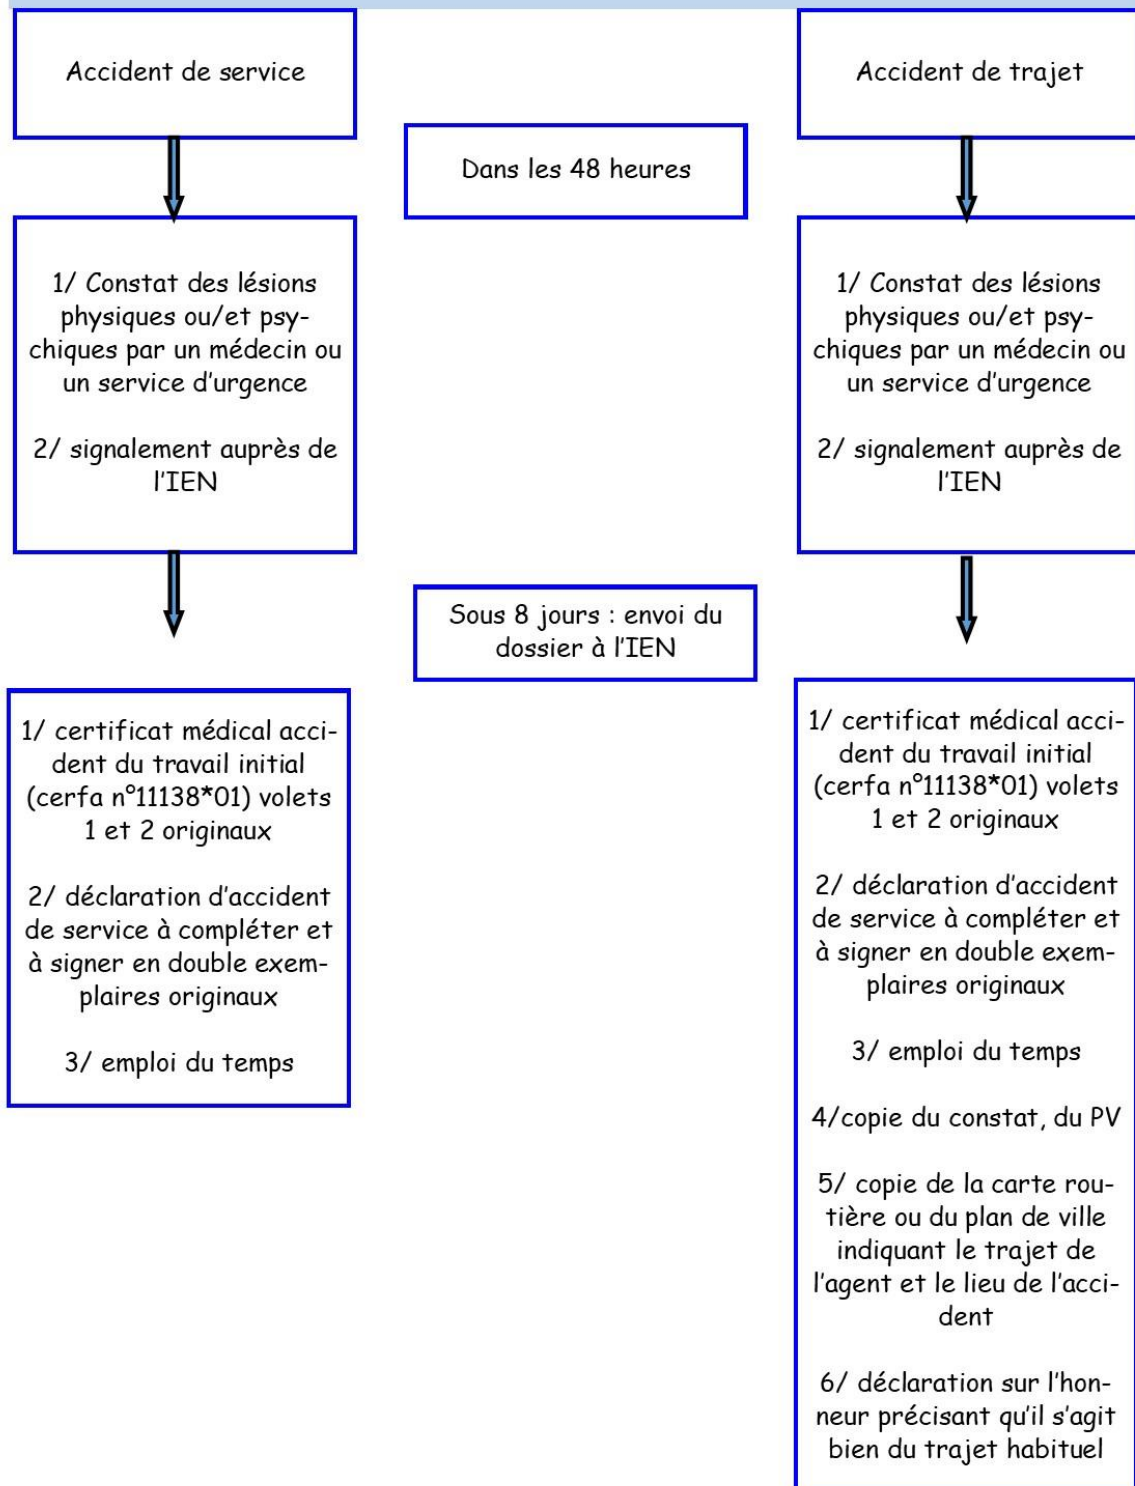 Accident de service
Accident de trajet
Dans les 48 heures
1/ Constat des lésions
physiques ou/et psy-
chiques par un médecin ou
un service d'urgence
2/ signalement auprès de
l'IEN
1/ Constat des lésions
physiques ou/et psy-
chiques par un médecin ou
un service d'urgence
2/ signalement auprès de
l'IEN
Sous 8 jours : envoi du
dossier à l'IEN
1/ certificat médical acci-
dent du travail initial
(cerfa n°11138*01) volets
1 et 2 originaux
2/ déclaration d'accident
de service à compléter et
à signer en double exem-
plaires originaux
3/ emploi du temps
1/ certificat médical acci-
dent du travail initial
(cerfa n°11138*01) volets
1 et 2 originaux
2/ déclaration d'accident
de service à compléter et
à signer en double exem-
plaires originaux
3/ emploi du temps
4/copie du constat, du PV
5/ copie de la carte rou-
tière ou du plan de ville
indiquant le trajet de
l'agent et le lieu de l'acci-
dent
6/ déclaration sur l'hon-
neur précisant qu'il s'agit
bien du trajet habituel